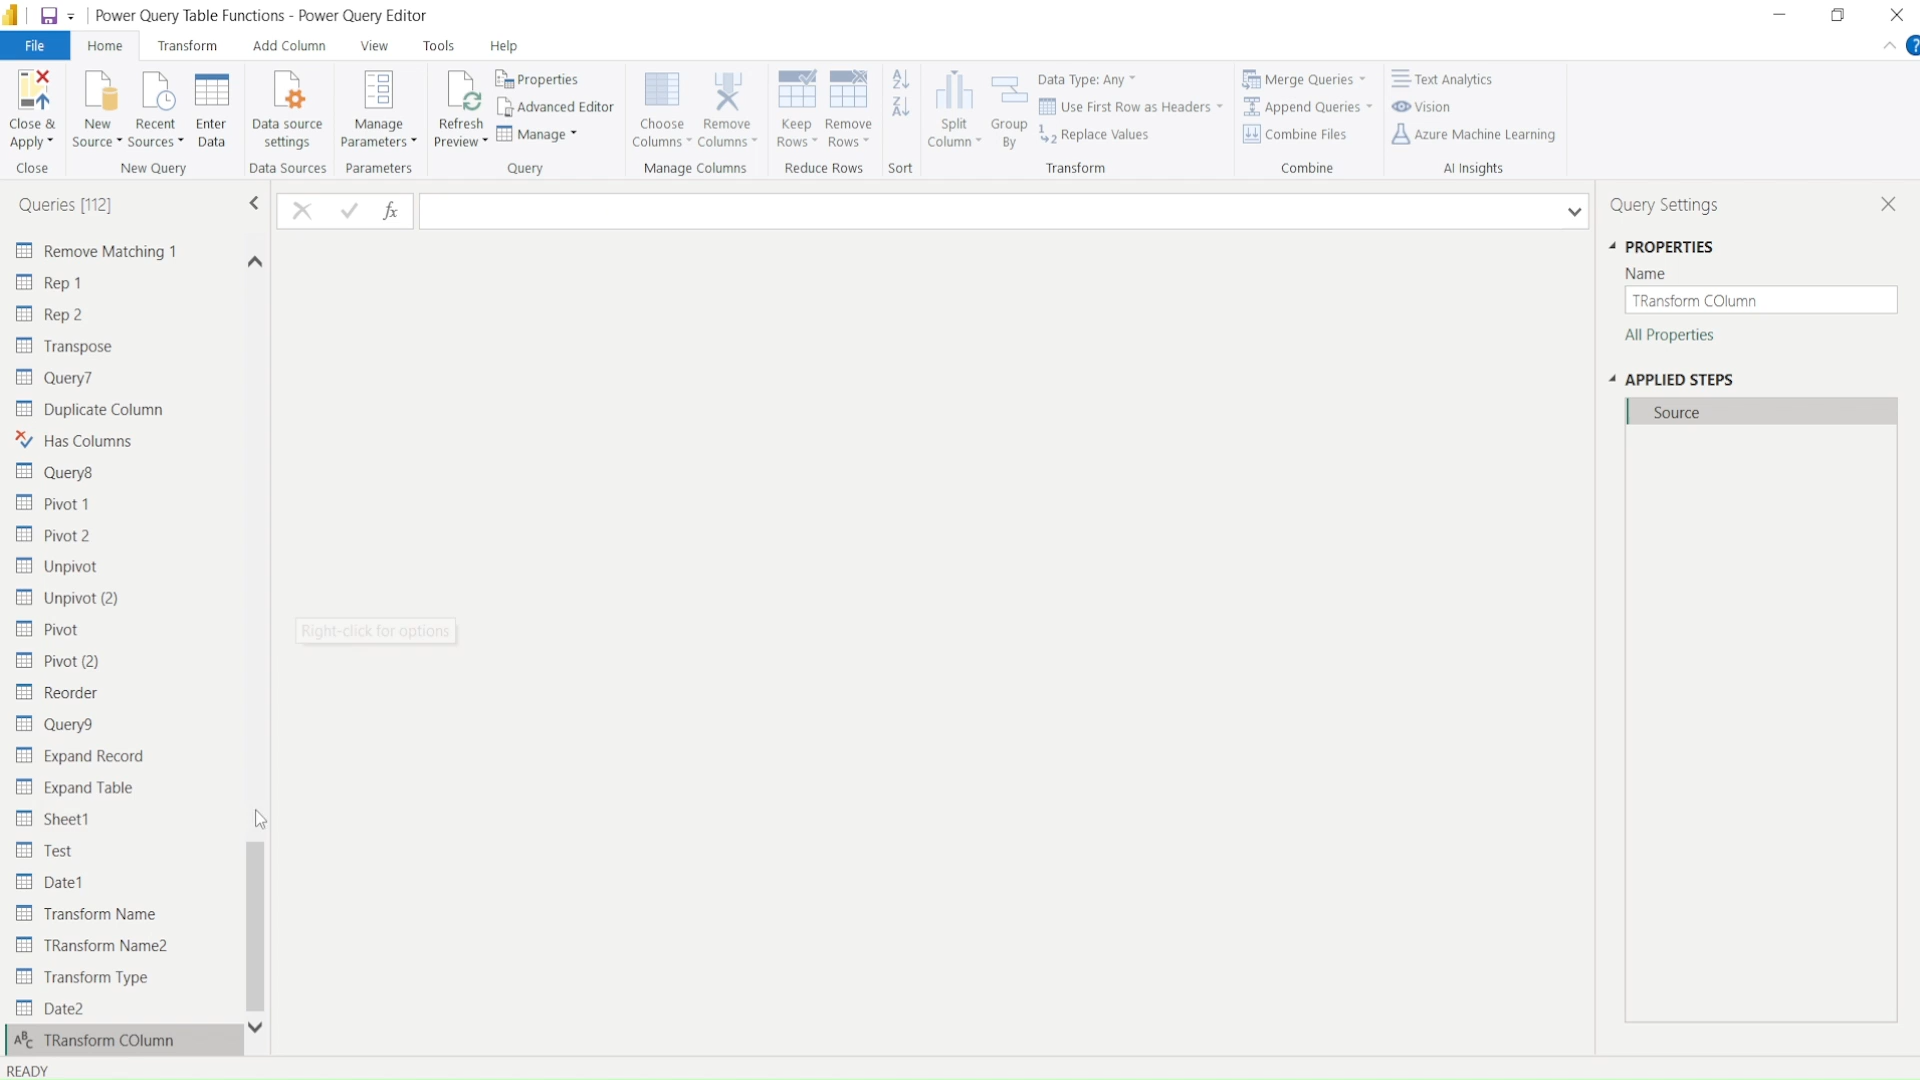 Power Query Table Functions - Power Query Editor
File Home Transform Add Column View Tools Help
?
Close &
Apply
Close
New
Source
Recent
Sources
Enter
Data
New Query
Data source
settings
Data Sources
Manage
Parameters
Parameters
Refresh
Preview
Properties
Advanced Editor
Manage
Query
Choose
Columns
Remove
Columns
Manage Columns
Keep
Rows
Remove
Rows
Reduce Rows
Sort
Split
Column
Group
By
Data Type: Any
Use First Row as Headers
Replace Values
Transform
Merge Queries
Append Queries
Combine Files
Combine
Text Analytics
Vision
Azure Machine Learning
AI Insights
Queries [112]
Remove Matching 1
Rep 1
Rep 2
Transpose
Query7
Duplicate Column
Has Columns
Query8
Pivot 1
Pivot 2
Unpivot
Unpivot (2)
Pivot
Pivot (2)
Reorder
Query9
Expand Record
Expand Table
Sheet1
Test
Date1
Transform Name
TRansform Name2
Transform Type
Date2
ABC TRansform COlumn
fx
Right-click for options
Query Settings
PROPERTIES
Name
TRansform COlumn
All Properties
APPLIED STEPS
Source
READY